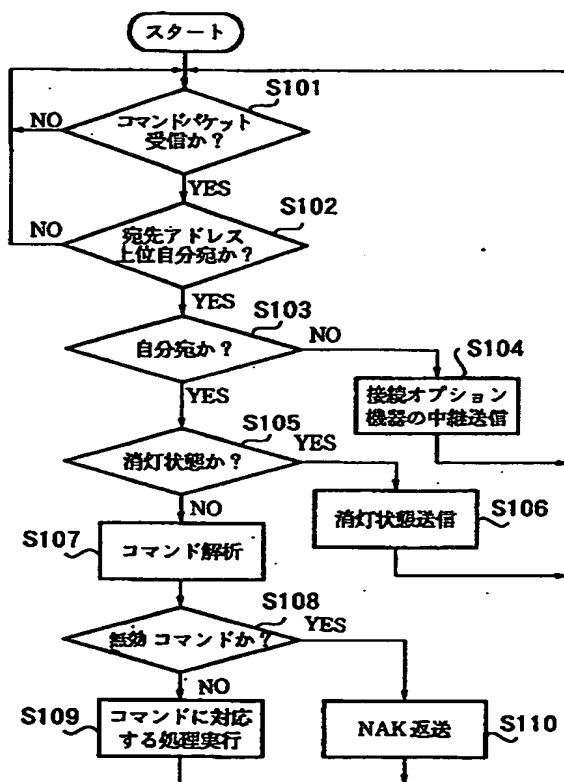 スタート
S101
コマンドパケット
受信か？
NO
YES
S102
宛先アドレス
上位自分宛か？
NO
YES
S103
自分宛か？
NO
YES
S104
接続オプション
機器の中継送信
S105
消灯状態か？
YES
NO
S106
消灯状態送信
S107
コマンド解析
S108
無効コマンドか？
YES
NO
S109
コマンドに対応
する処理実行
NAK返送
S110